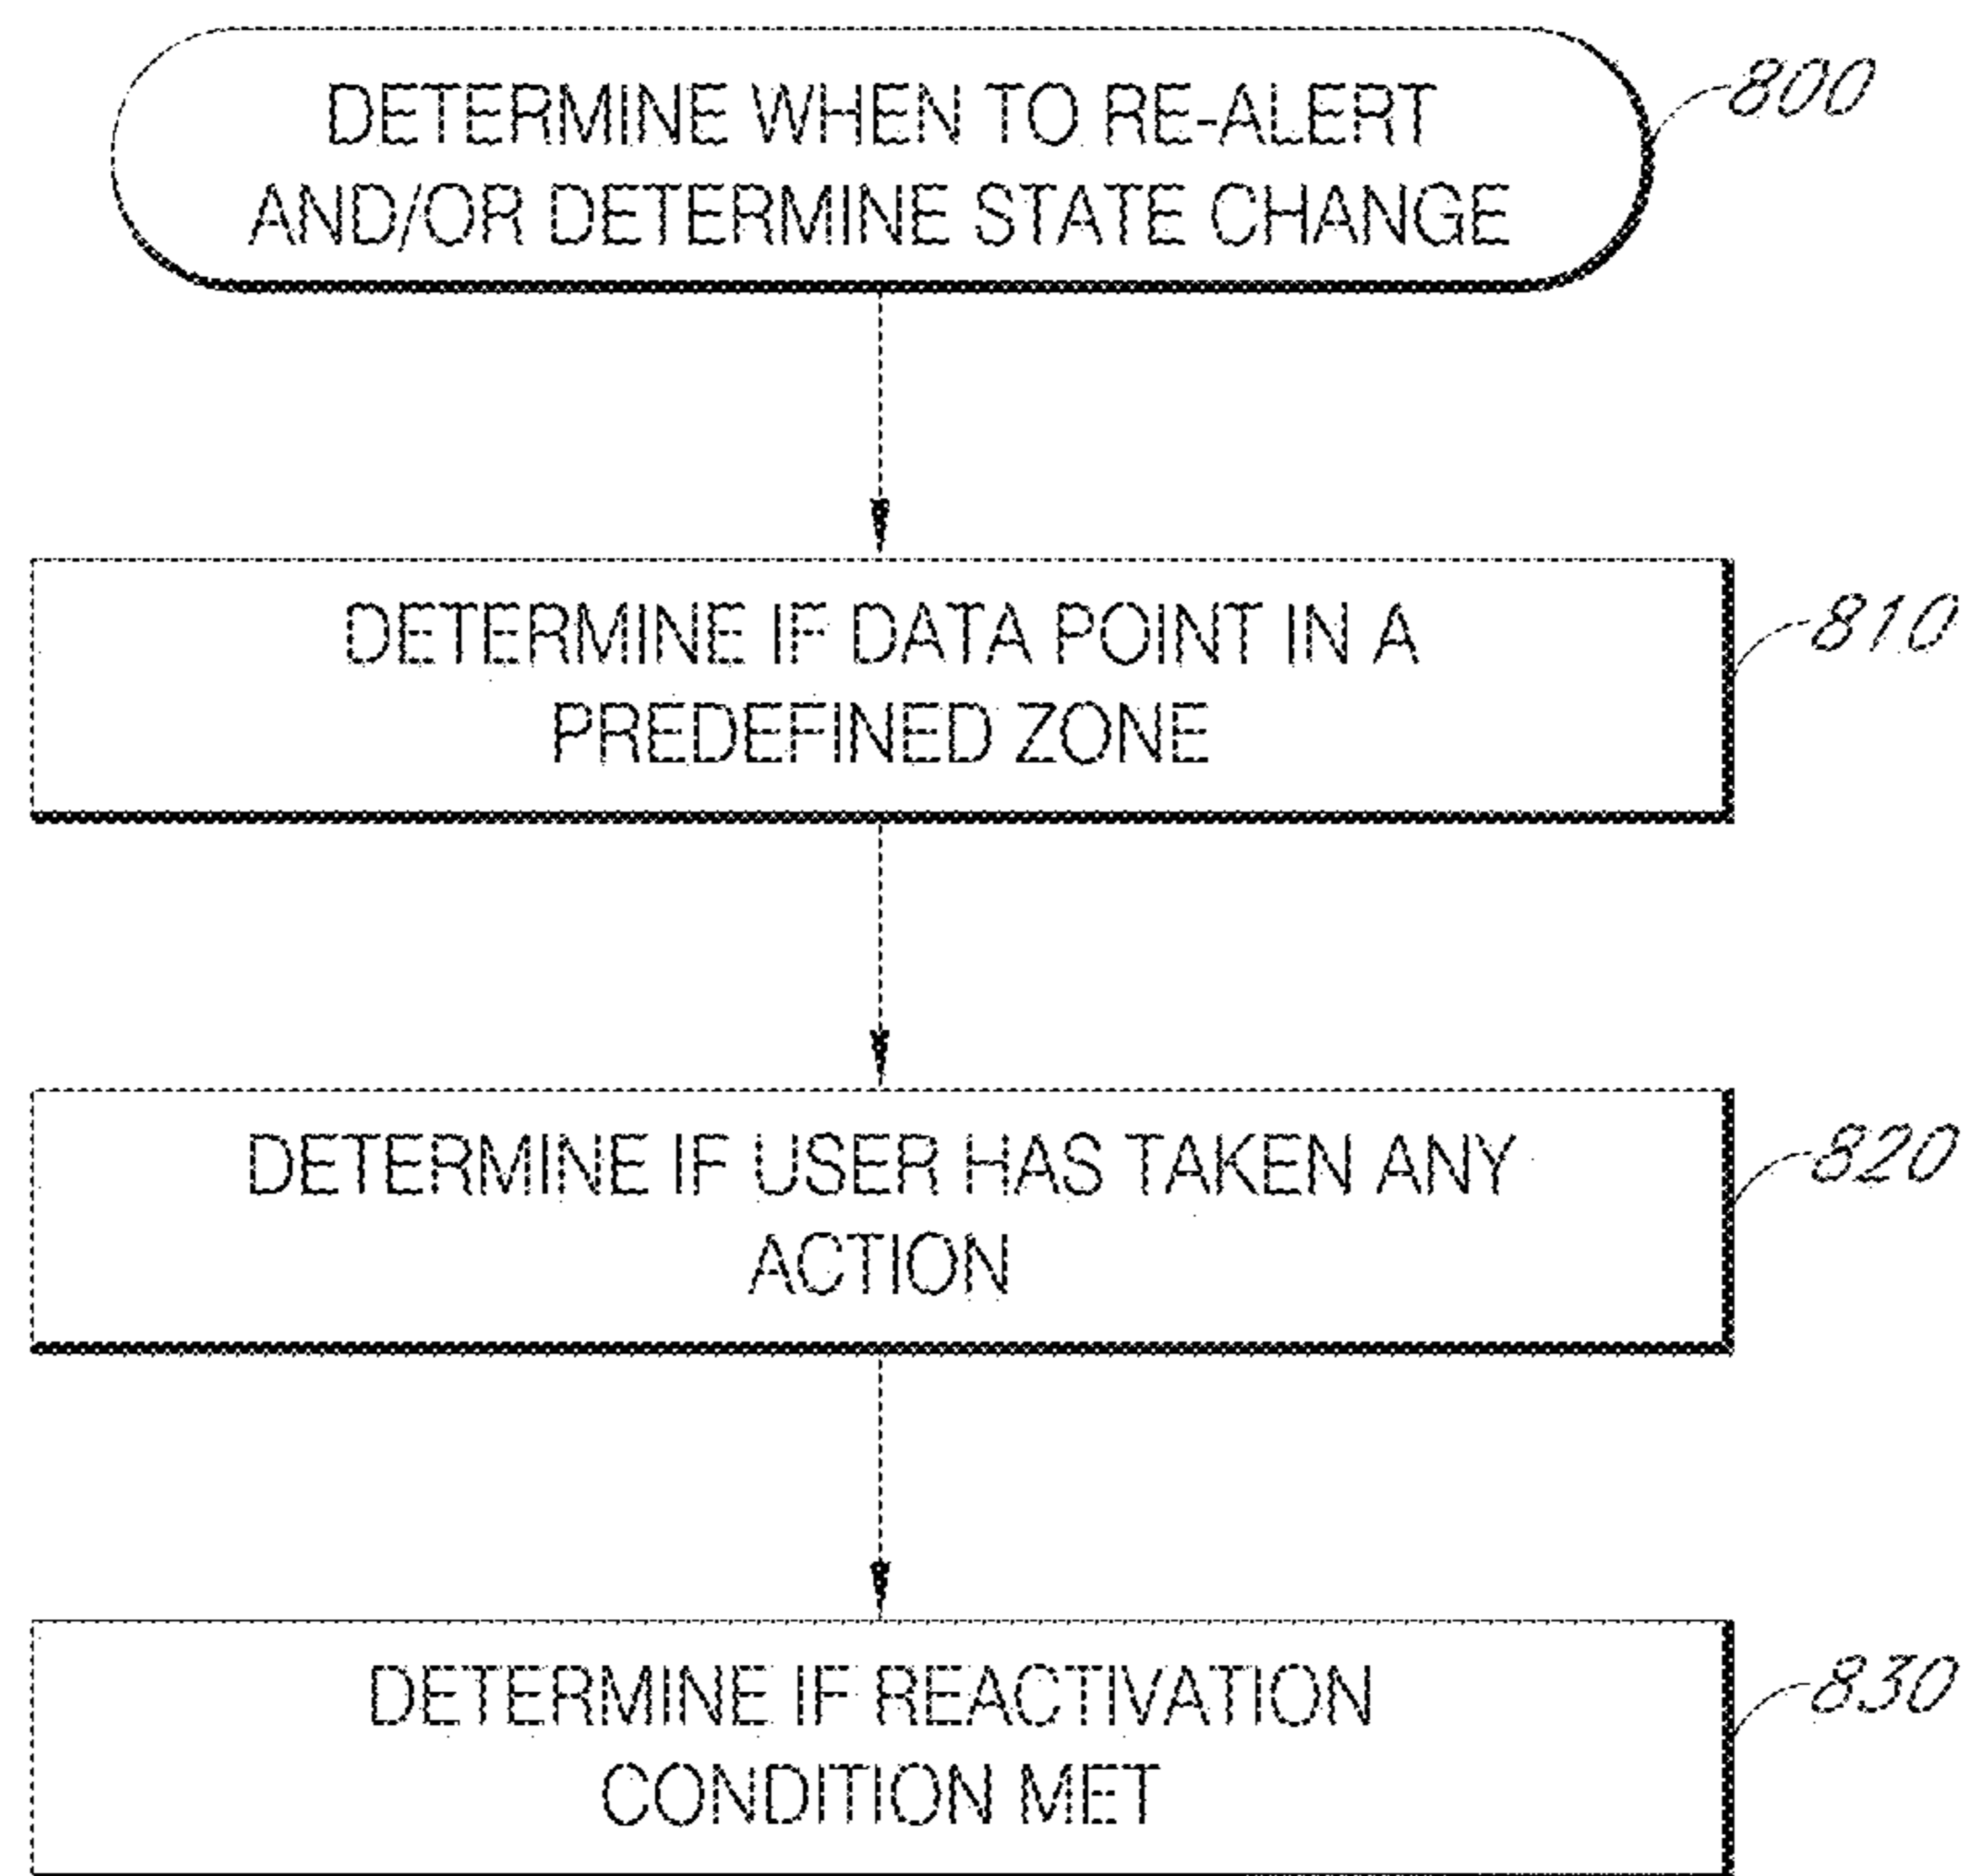 DETERMINE WHEN TO RE-ALERT
AND/OR DETERMINE STATE CHANGE
800
DETERMINE IF DATA POINT IN A
PREDEFINED ZONE
810
DETERMINE IF USER HAS TAKEN ANY
ACTION
820
DETERMINE IF REACTIVATION
CONDITION MET
830